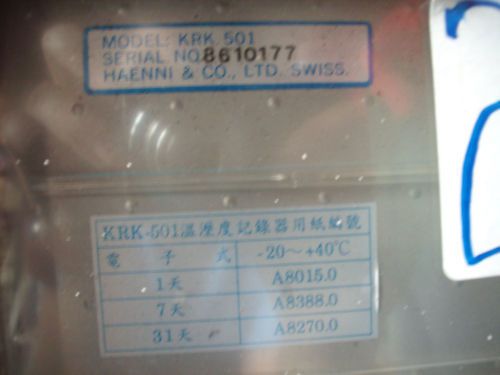 MODEL: KRK 501
SERIAL NO. 8610177
HAENNI & CO., LTD. SWISS.
KRK-501温溼度記錄器用紙編號
電子式 -20～+40℃
1天 A8015.0
7天 A8388.0
31天 A8270.0